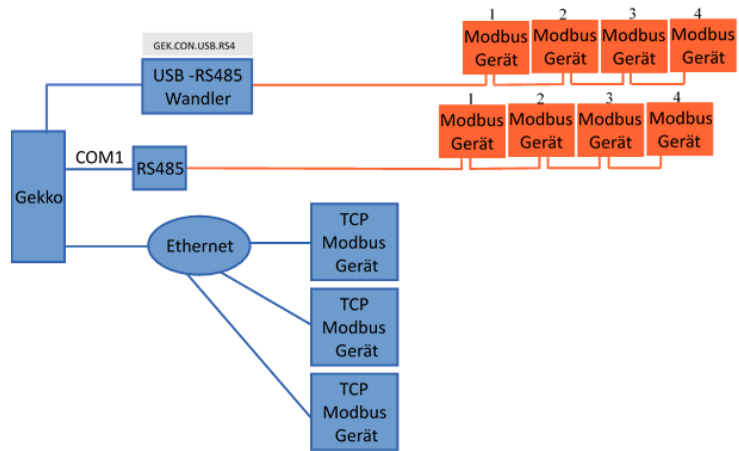 GEK.CON.USB.RS4
USB -RS485
Wandler
1
2
3
4
Modbus
Gerät
Modbus
Gerät
Modbus
Gerät
Modbus
Gerät
1
2
3
4
Modbus
Gerät
Modbus
Gerät
Modbus
Gerät
Modbus
Gerät
COM1
RS485
Gekko
Ethernet
TCP
Modbus
Gerät
TCP
Modbus
Gerät
TCP
Modbus
Gerät